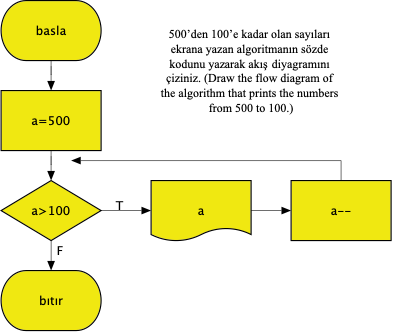 basla
500'den 100'e kadar olan sayıları
ekrana yazan algoritmanın sözde
kodunu yazarak akış diyagramını
çiziniz. (Draw the flow diagram of
the algorithm that prints the numbers
from 500 to 100.)
a=500
a>100
T
a
a--
F
bıtır